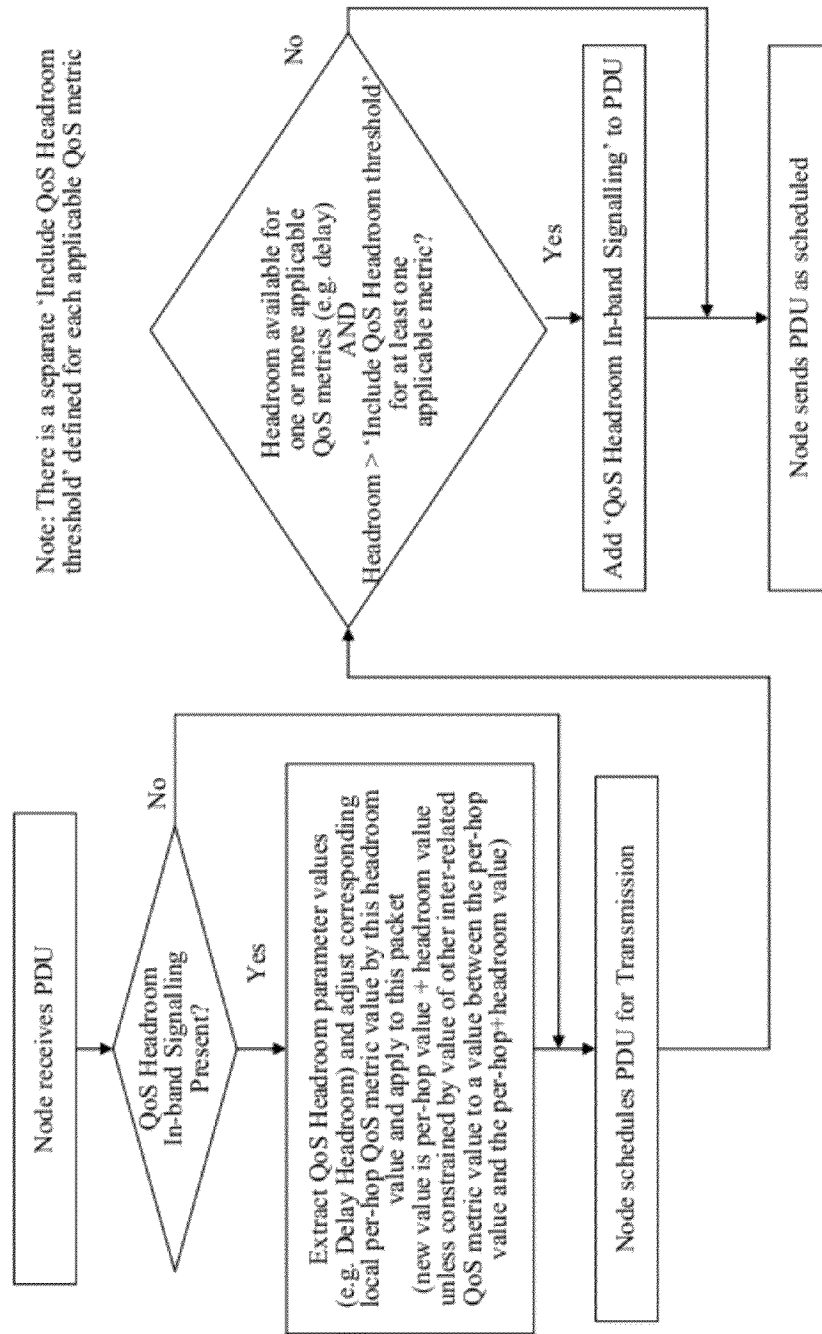 Node receives PDU
QoS Headroom
In-band Signalling
Present?
No
Yes
Extract QoS Headroom parameter values
(e.g. Delay Headroom) and adjust corresponding
local per-hop QoS metric value by this headroom
value and apply to this packet
(new value is per-hop value + headroom value
unless constrained by value of other inter-related
QoS metric value to a value between the per-hop
value and the per-hop+headroom value)
Node schedules PDU for Transmission
Note: There is a separate ‘Include QoS Headroom
threshold’ defined for each applicable QoS metric
Headroom available for
one or more applicable
QoS metrics (e.g. delay)
AND
Headroom > ‘Include QoS Headroom threshold’
for at least one
applicable metric?
No
Yes
Add ‘QoS Headroom In-band Signalling’ to PDU
Node sends PDU as scheduled